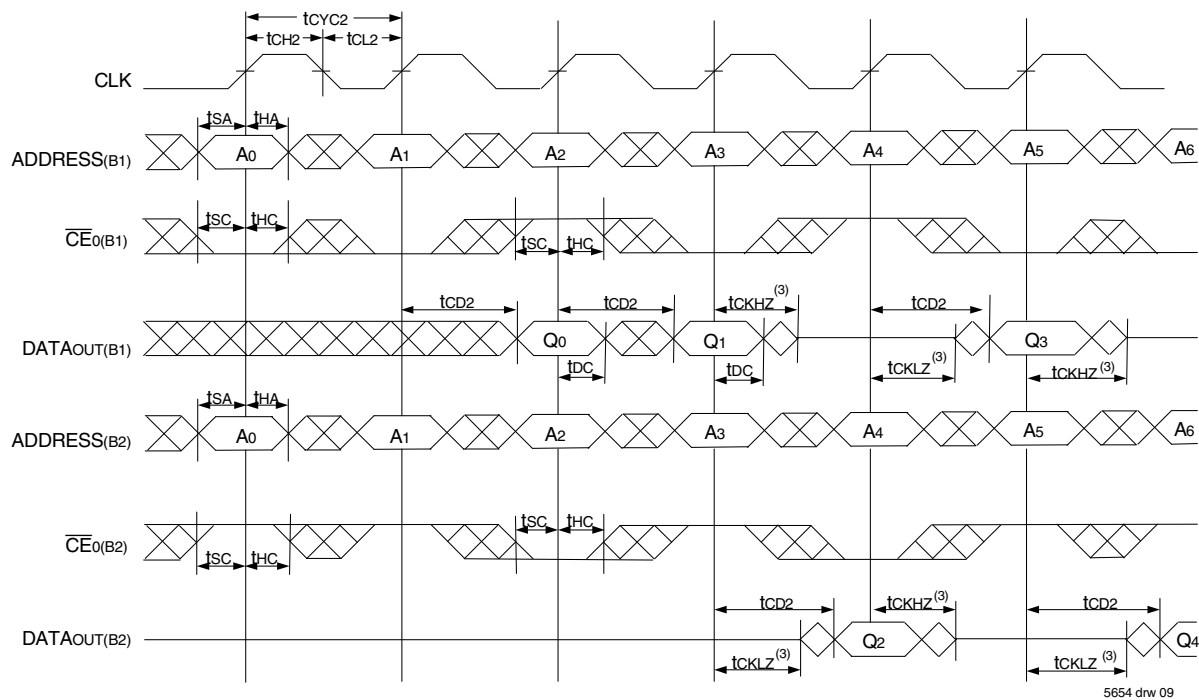 tCYC2
tCH2 tCL2
CLK
tSA tHA
ADDRESS(B1) A0 A1 A2 A3 A4 A5 A6
tSC tHC
CE0(B1)
tSC tHC
tCD2 tCD2 tCKHZ(3) tCD2
DATAOUT(B1) Q0 Q1 Q3
tDC tDC tCKLZ(3) tCKHZ(3)
tSA tHA
ADDRESS(B2) A0 A1 A2 A3 A4 A5 A6
tSC tHC
CE0(B2)
tSC tHC
tCD2 tCKHZ(3) tCD2
DATAOUT(B2) Q2 Q4
tCKLZ(3) tCKLZ(3)
5654 drw 09